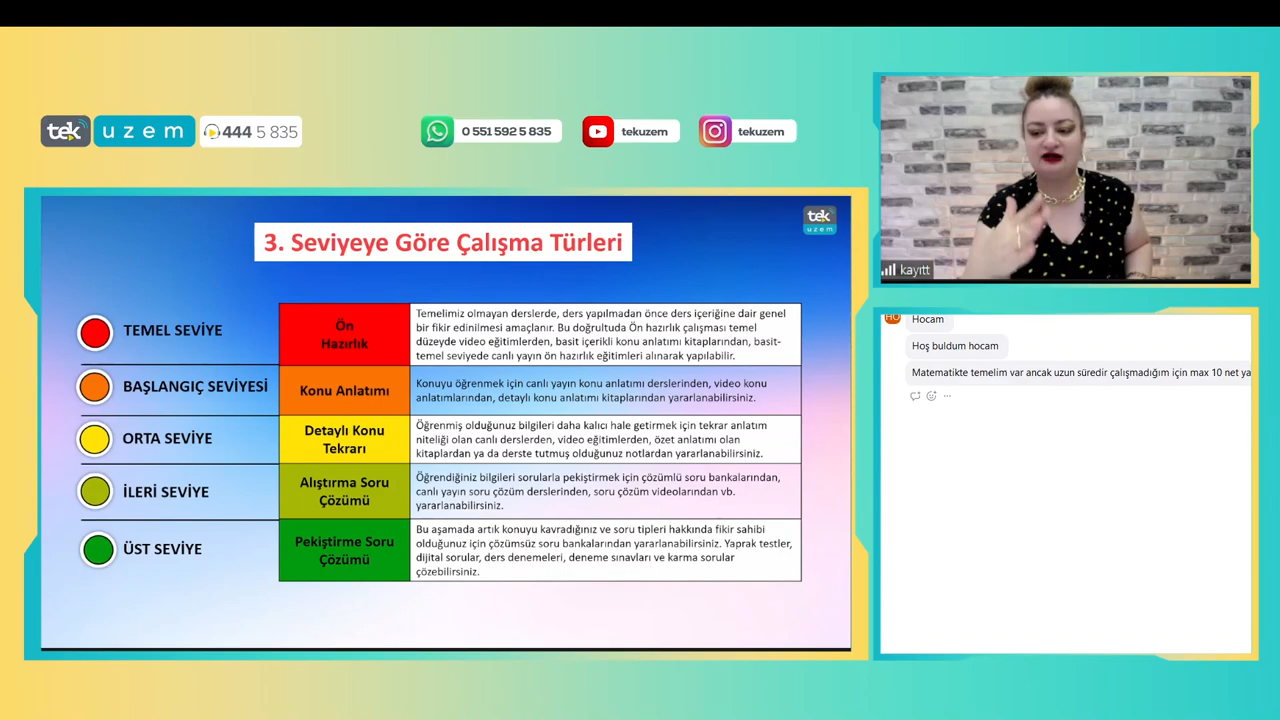 tek
uzem
444 5 835
0 551 592 5 835
tekuzem
tekuzem
tek
uzem
3. Seviyeye Göre Çalışma Türleri
TEMEL SEVİYE
Ön
Hazırlık
Temelimiz olmayan derslerde, ders yapılmadan önce ders içeriğine dair genel
bir fikir edinilmesi amaçlanır. Bu doğrultuda Ön hazırlık çalışması temel
düzeyde video eğitimlerden, basit içerikli konu anlatımı kitaplarından, basit-
temel seviyede canlı yayın ön hazırlık eğitimleri alınarak yapılabilir.
BAŞLANGIÇ SEVİYESİ
Konu Anlatımı
Konuyu öğrenmek için canlı yayın konu anlatımı derslerinden, video konu
anlatımlarından, detaylı konu anlatımı kitaplarından yararlanabilirsiniz.
ORTA SEVİYE
Detaylı Konu
Tekrarı
Öğrenmiş olduğunuz bilgileri daha kalıcı hale getirmek için tekrar anlatım
niteliği olan canlı derslerden, video eğitimlerden, özet anlatımı olan
kitaplardan ya da derste tutmuş olduğunuz notlardan yararlanabilirsiniz.
İLERİ SEVİYE
Alıştırma Soru
Çözümü
Öğrendiğiniz bilgileri sorularla pekiştirmek için çözümlü soru bankalarından,
canlı yayın soru çözüm derslerinden, soru çözüm videolarından vb.
yararlanabilirsiniz.
ÜST SEVİYE
Pekiştirme Soru
Çözümü
Bu aşamada artık konuyu kavradığınız ve soru tipleri hakkında fikir sahibi
olduğunuz için çözümsüz soru bankalarından yararlanabilirsiniz. Yaprak testler,
dijital sorular, ders denemeleri, deneme sınavları ve karma sorular
çözebilirsiniz.
kayıtt
HO
Hocam
Hoş buldum hocam
Matematikte temelim var ancak uzun süredir çalışmadığım için max 10 net ya